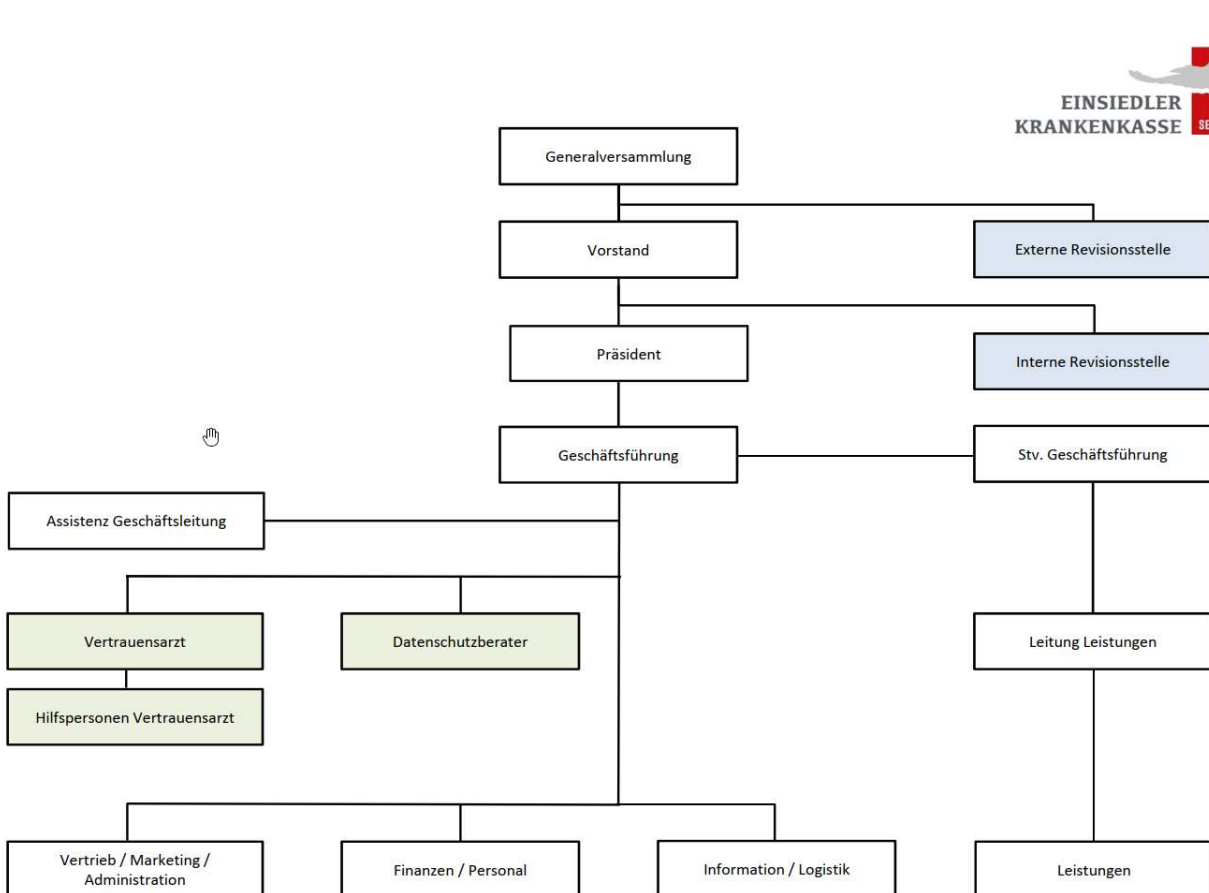 EINSIEDLER
KRANKENKASSE
Generalversammlung
Vorstand
Externe Revisionsstelle
Präsident
Interne Revisionsstelle
Geschäftsführung
Stv. Geschäftsführung
Assistenz Geschäftsleitung
Vertrauensarzt
Datenschutzberater
Leitung Leistungen
Hilfspersonen Vertrauensarzt
Vertrieb / Marketing /
Administration
Finanzen / Personal
Information / Logistik
Leistungen